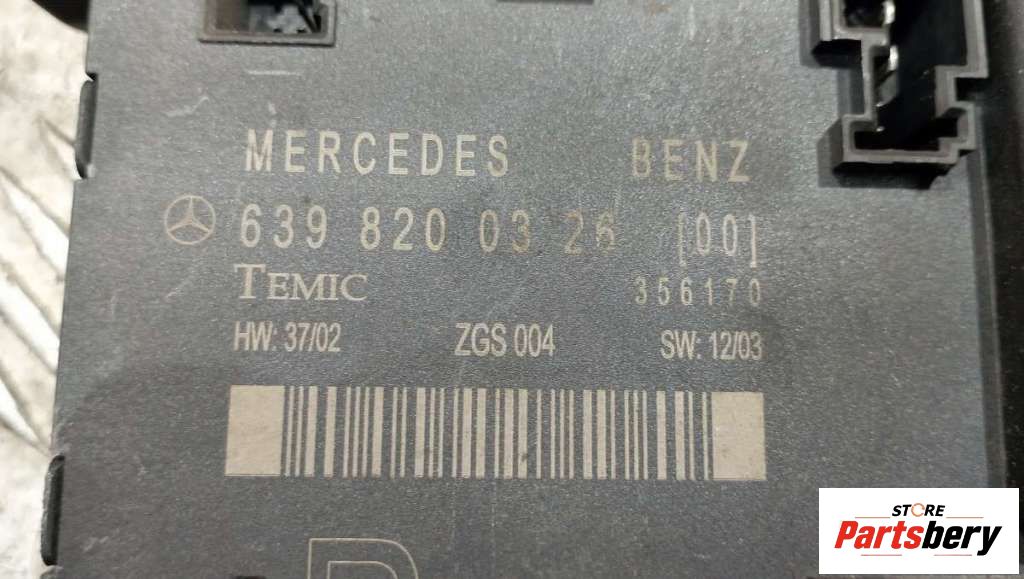 MERCEDES BENZ
639 820 03 26 [00]
TEMIC 356170
HW: 37/02 ZGS 004 SW: 12/03
STORE
Partsbery